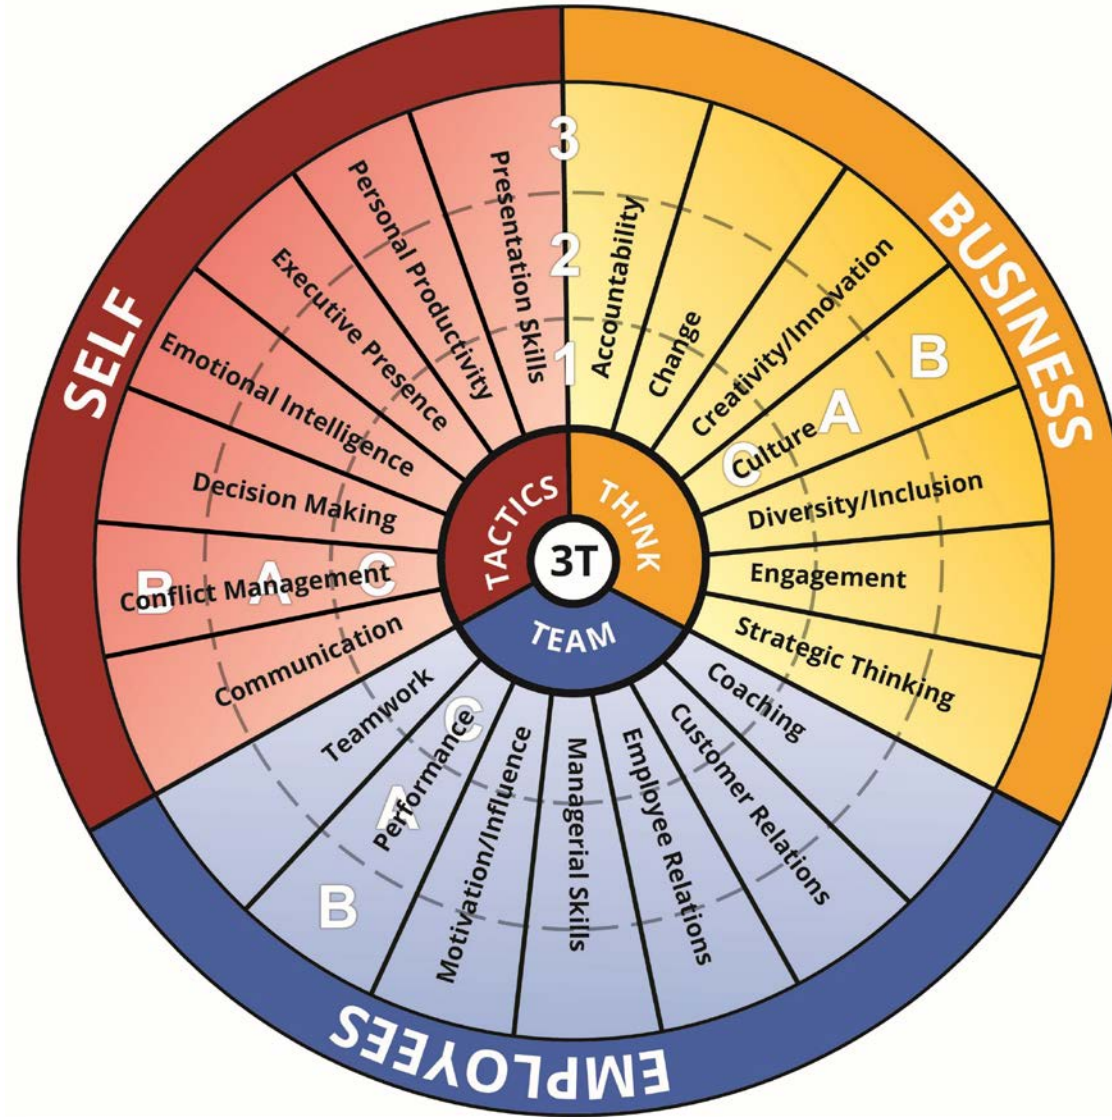 SELF
BUSINESS
EMPLOYEES
TACTICS
THINK
TEAM
3T
3
2
1
Accountability
Change
Creativity/Innovation
Culture
B
A
C
Diversity/Inclusion
Engagement
Strategic Thinking
Coaching
Customer Relations
Employee Relations
Managerial Skills
Motivation/Influence
Performance
C
A
B
Teamwork
Communication
Conflict Management
B
A
C
Decision Making
Emotional Intelligence
Executive Presence
Personal Productivity
Presentation Skills